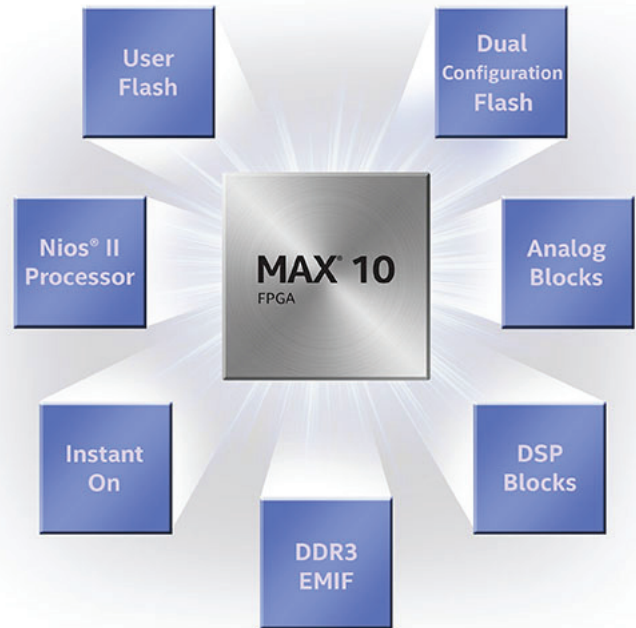 User
Flash
Dual
Configuration
Flash
Nios® II
Processor
MAX® 10
FPGA
Analog
Blocks
Instant
On
DSP
Blocks
DDR3
EMIF